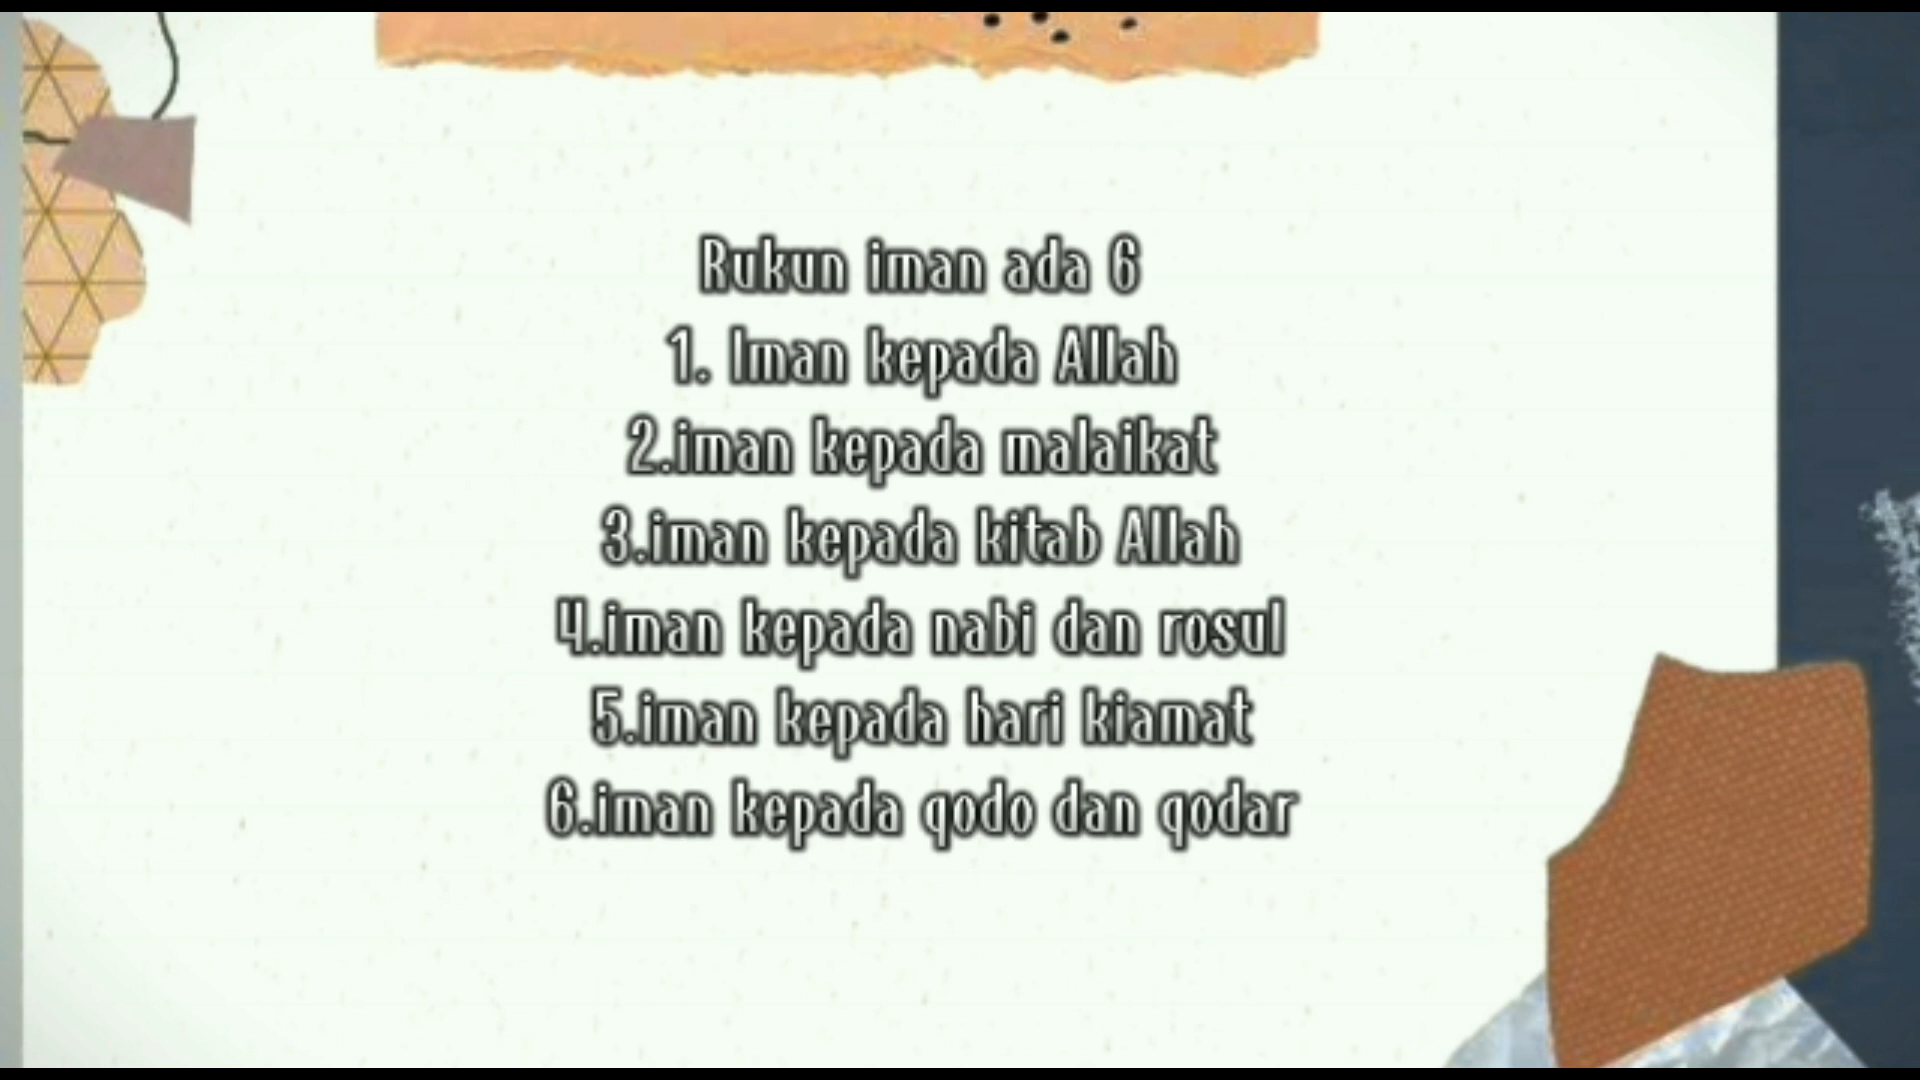 Rukun iman ada 6
1. Iman kepada Allah
2.iman kepada malaikat
3.iman kepada kitab Allah
4.iman kepada nabi dan rosul
5.iman kepada hari kiamat
6.iman kepada qodo dan qodar